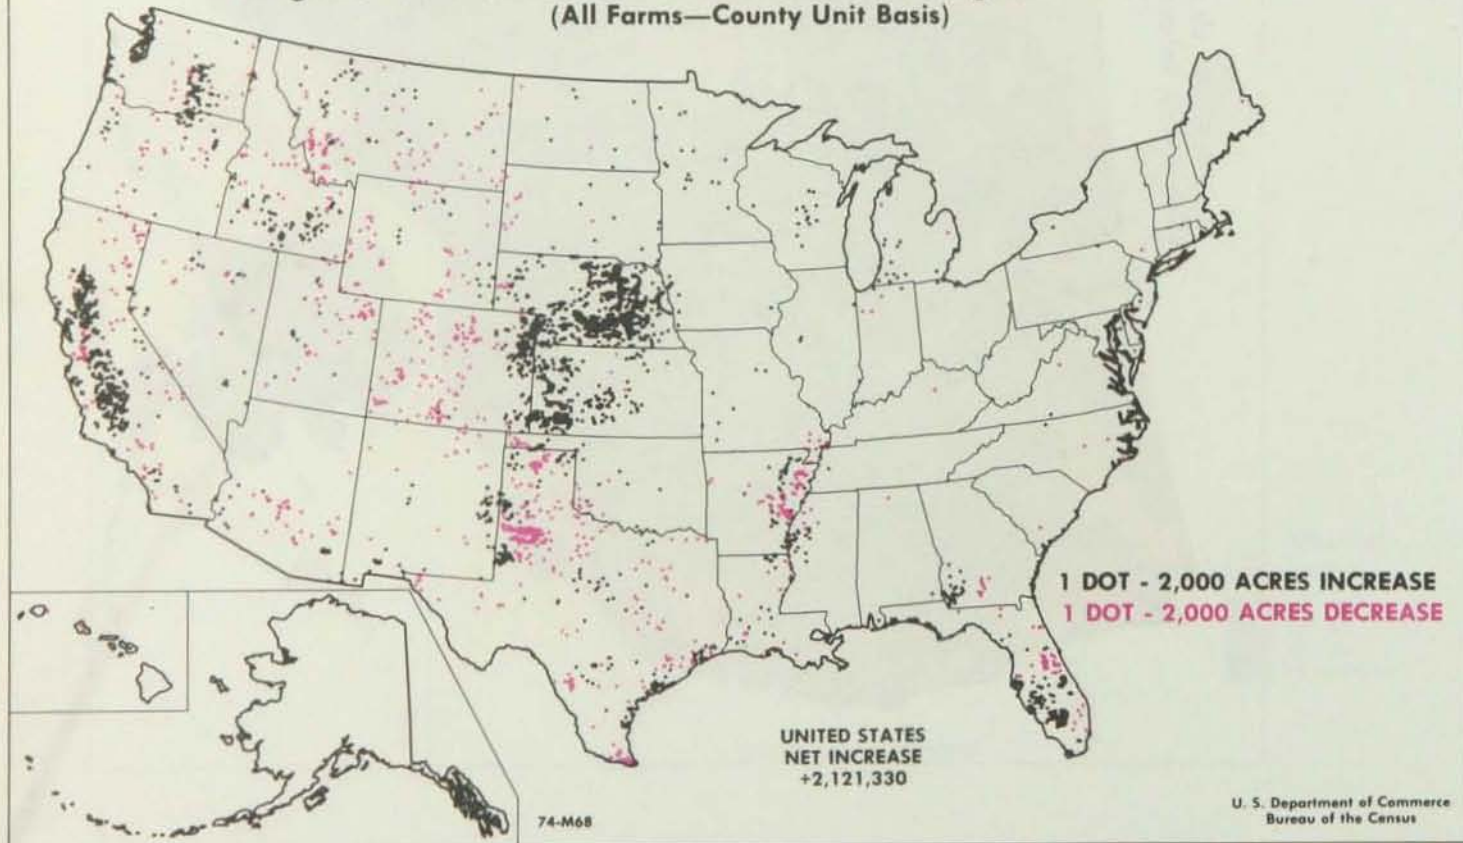 (All Farms—County Unit Basis)
1 DOT - 2,000 ACRES INCREASE
1 DOT - 2,000 ACRES DECREASE
UNITED STATES
NET INCREASE
+2,121,330
74-M68
U. S. Department of Commerce
Bureau of the Census